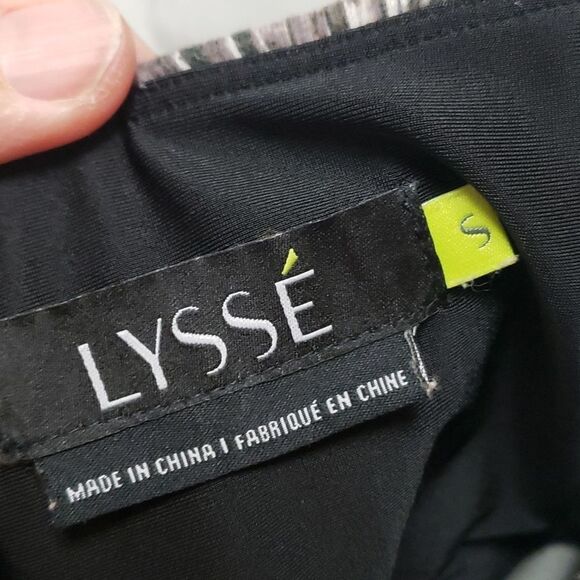 LYSSÉ
S
MADE IN CHINA | FABRIQUÉ EN CHINE